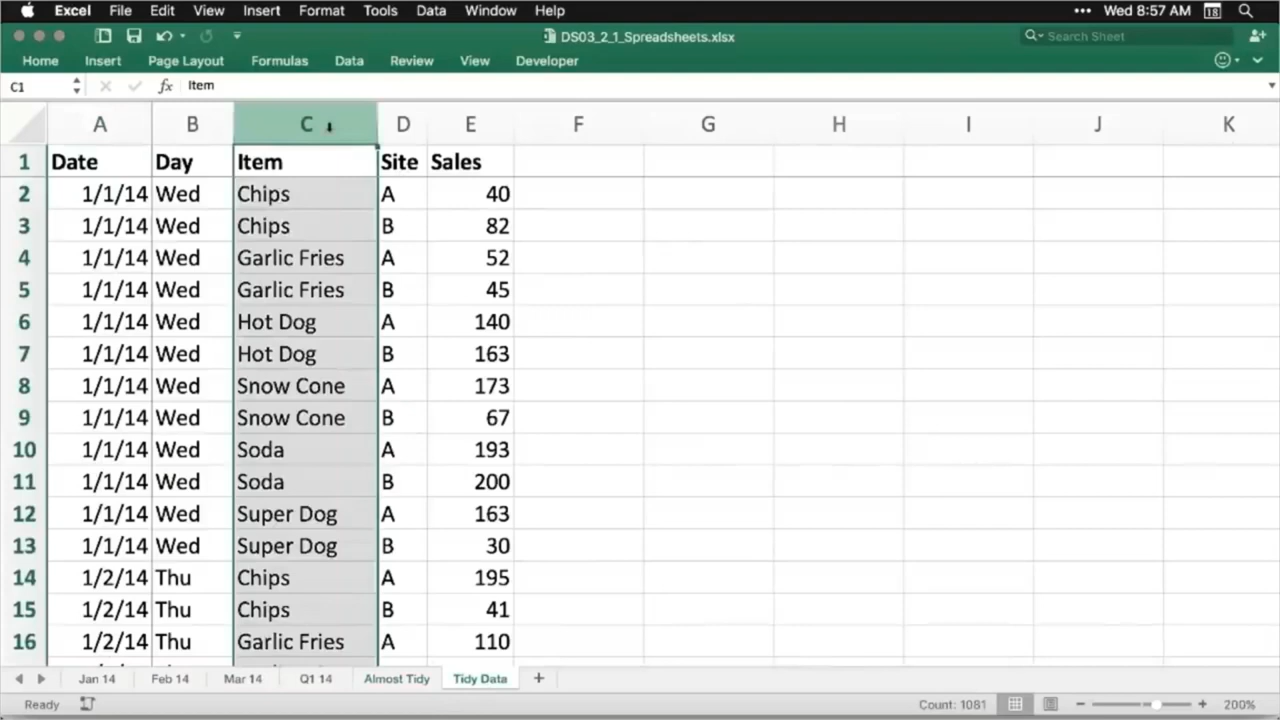 Excel File Edit View Insert Format Tools Data Window Help ••• Wed 8:57 AM 18
DS03_2_1_Spreadsheets.xlsx Search Sheet
Home Insert Page Layout Formulas Data Review View Developer
C1 fx Item
A B C D E F G H I J K
1 Date Day Item Site Sales
2 1/1/14 Wed Chips A 40
3 1/1/14 Wed Chips B 82
4 1/1/14 Wed Garlic Fries A 52
5 1/1/14 Wed Garlic Fries B 45
6 1/1/14 Wed Hot Dog A 140
7 1/1/14 Wed Hot Dog B 163
8 1/1/14 Wed Snow Cone A 173
9 1/1/14 Wed Snow Cone B 67
10 1/1/14 Wed Soda A 193
11 1/1/14 Wed Soda B 200
12 1/1/14 Wed Super Dog A 163
13 1/1/14 Wed Super Dog B 30
14 1/2/14 Thu Chips A 195
15 1/2/14 Thu Chips B 41
16 1/2/14 Thu Garlic Fries A 110
Jan 14 Feb 14 Mar 14 Q1 14 Almost Tidy Tidy Data +
Ready Count: 1081 − + 200%